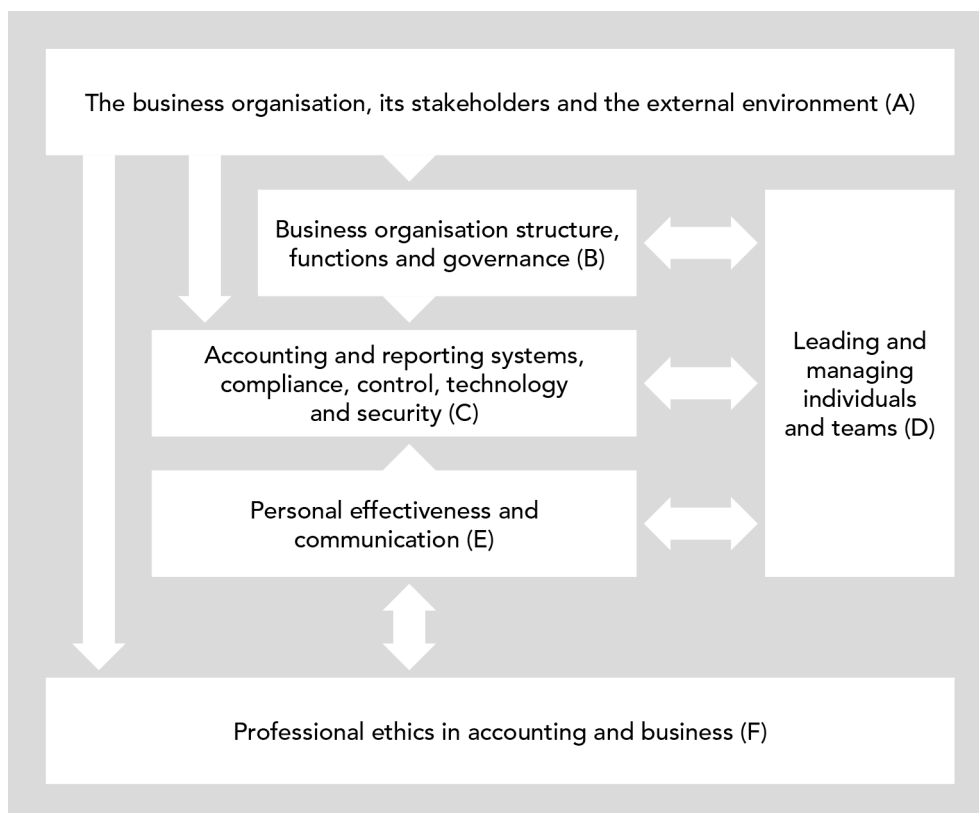 The business organisation, its stakeholders and the external environment (A)
Business organisation structure,
functions and governance (B)
Accounting and reporting systems,
compliance, control, technology
and security (C)
Leading and
managing
individuals
and teams (D)
Personal effectiveness and
communication (E)
Professional ethics in accounting and business (F)